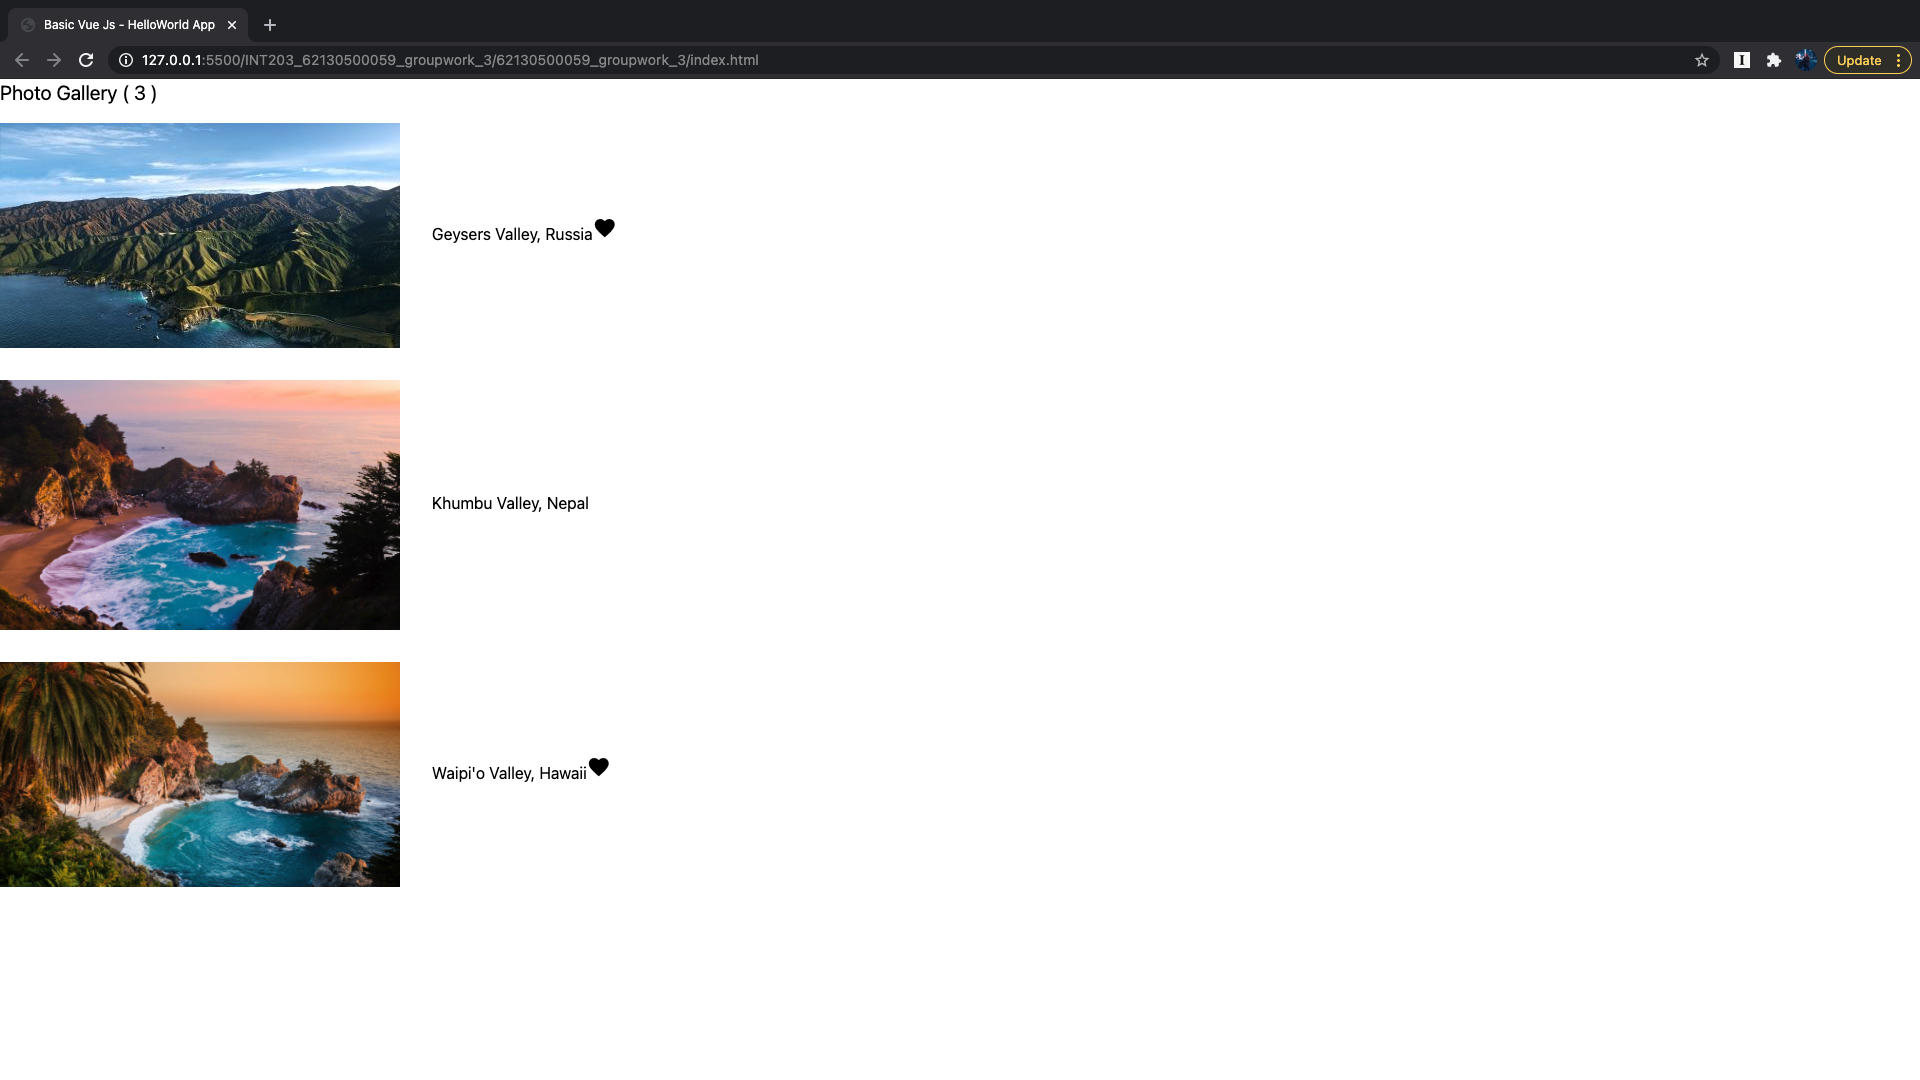 Basic Vue Js - HelloWorld App
127.0.0.1:5500/INT203_62130500059_groupwork_3/62130500059_groupwork_3/index.html
Update
Photo Gallery ( 3 )
Geysers Valley, Russia
Khumbu Valley, Nepal
Waipi'o Valley, Hawaii